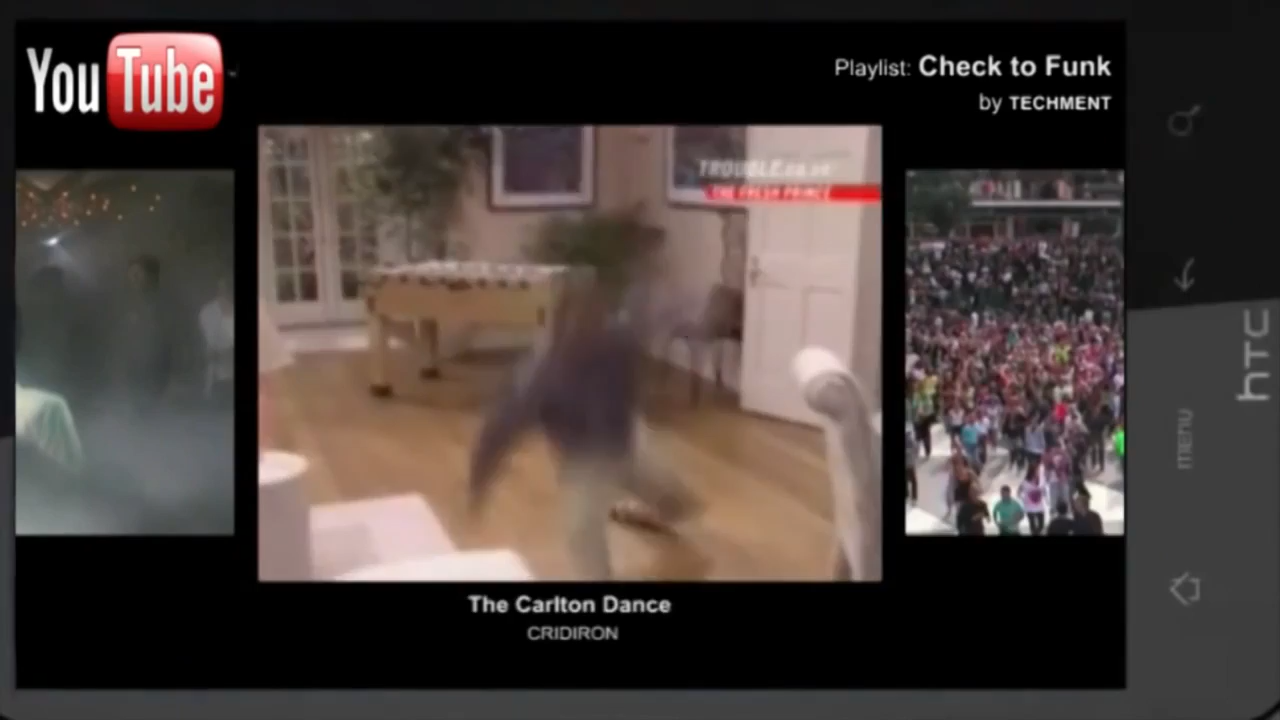 YouTube
Playlist: Check to Funk
by TECHMENT
TROUBLE.co.uk
THE FRESH PRINCE
The Carlton Dance
CRIDIRON
menu
hTC